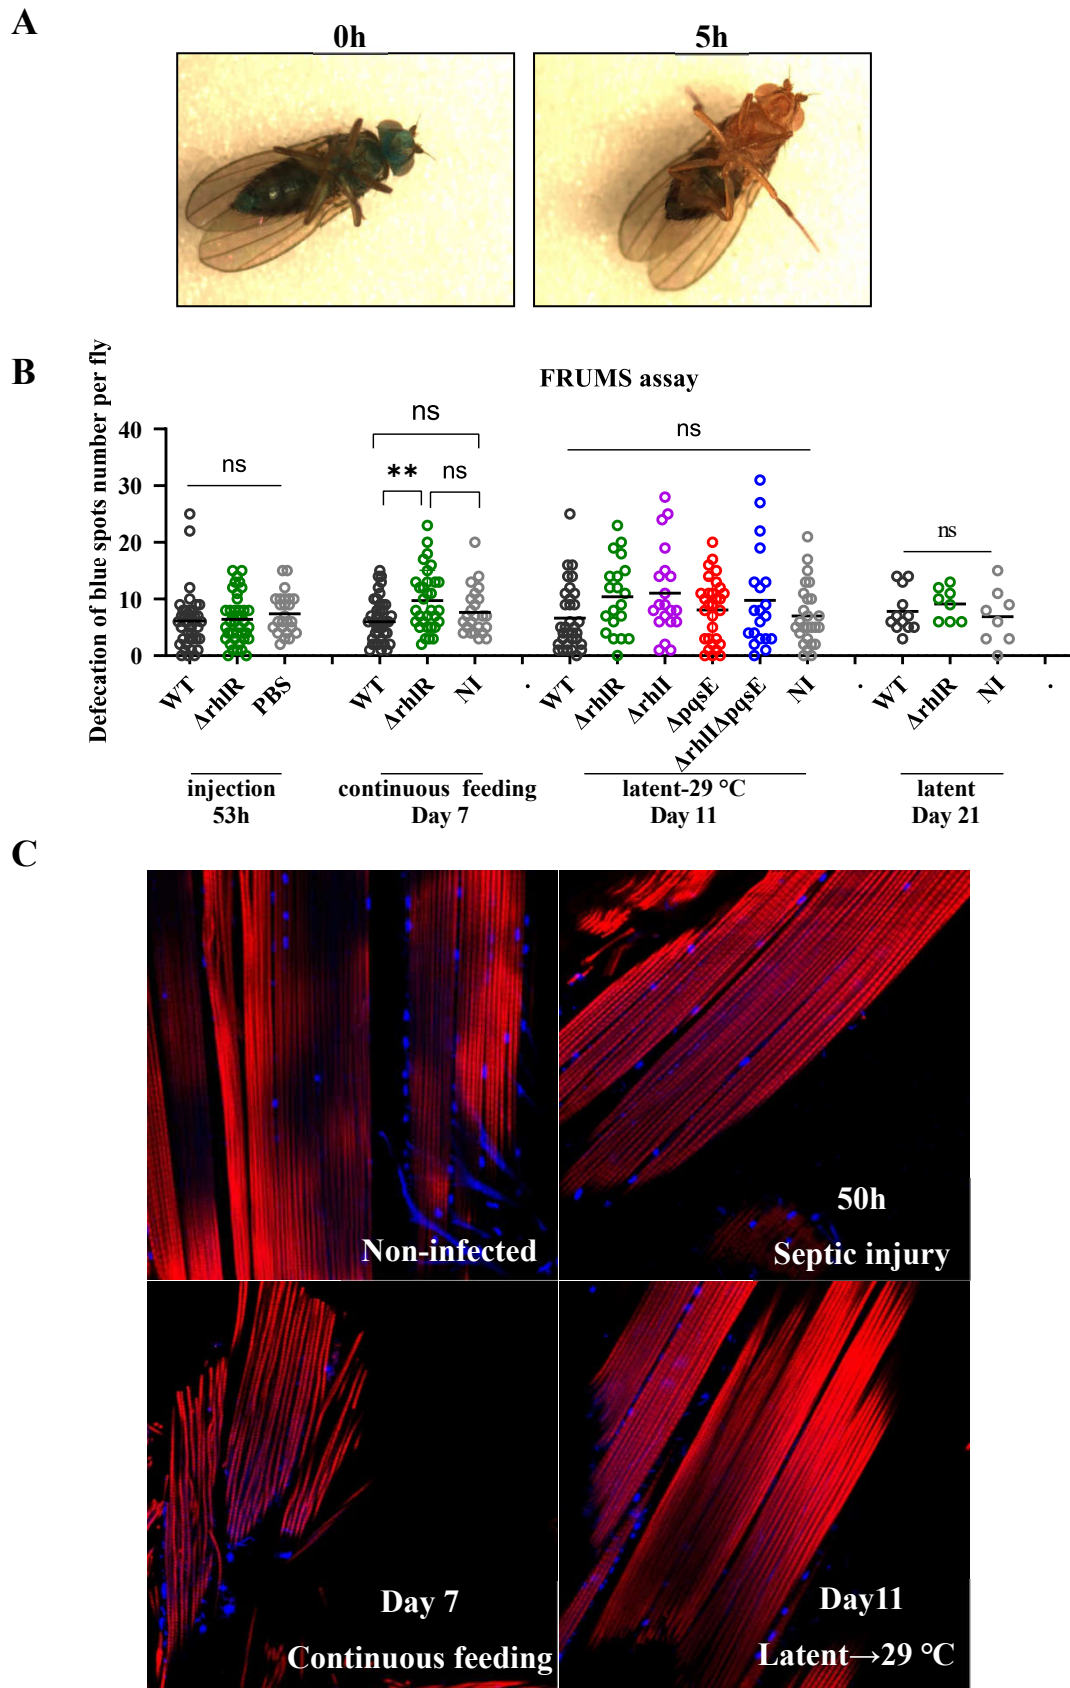 A
0h
5h
B
FRUMS assay
Defecation of blue spots number per fly
40
30
20
10
0
ns
ns
**
ns
ns
ns
WT
ΔrhlR
PBS
WT
ΔrhlR
NI
.
WT
ΔrhlR
ΔrhlI
ΔpqsE
ΔrhlIΔpqsE
NI
.
WT
ΔrhlR
NI
.
injection
53h
continuous feeding
Day 7
latent-29 °C
Day 11
latent
Day 21
C
Non-infected
50h
Septic injury
Day 7
Continuous feeding
Day11
Latent→29 °C